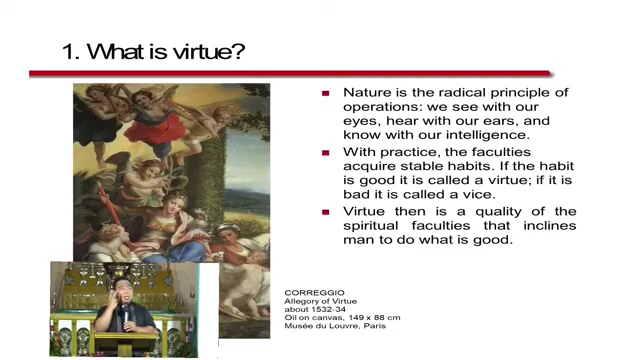 1. What is virtue?
Nature is the radical principle of
operations: we see with our
eyes, hear with our ears, and
know with our intelligence.
With practice, the faculties
acquire stable habits. If the habit
is good it is called a virtue; if it is
bad it is called a vice.
Virtue then is a quality of the
spiritual faculties that inclines
man to do what is good.
CORREGGIO
Allegory of Virtue
about 1532-34
Oil on canvas, 149 x 88 cm
Musée du Louvre, Paris